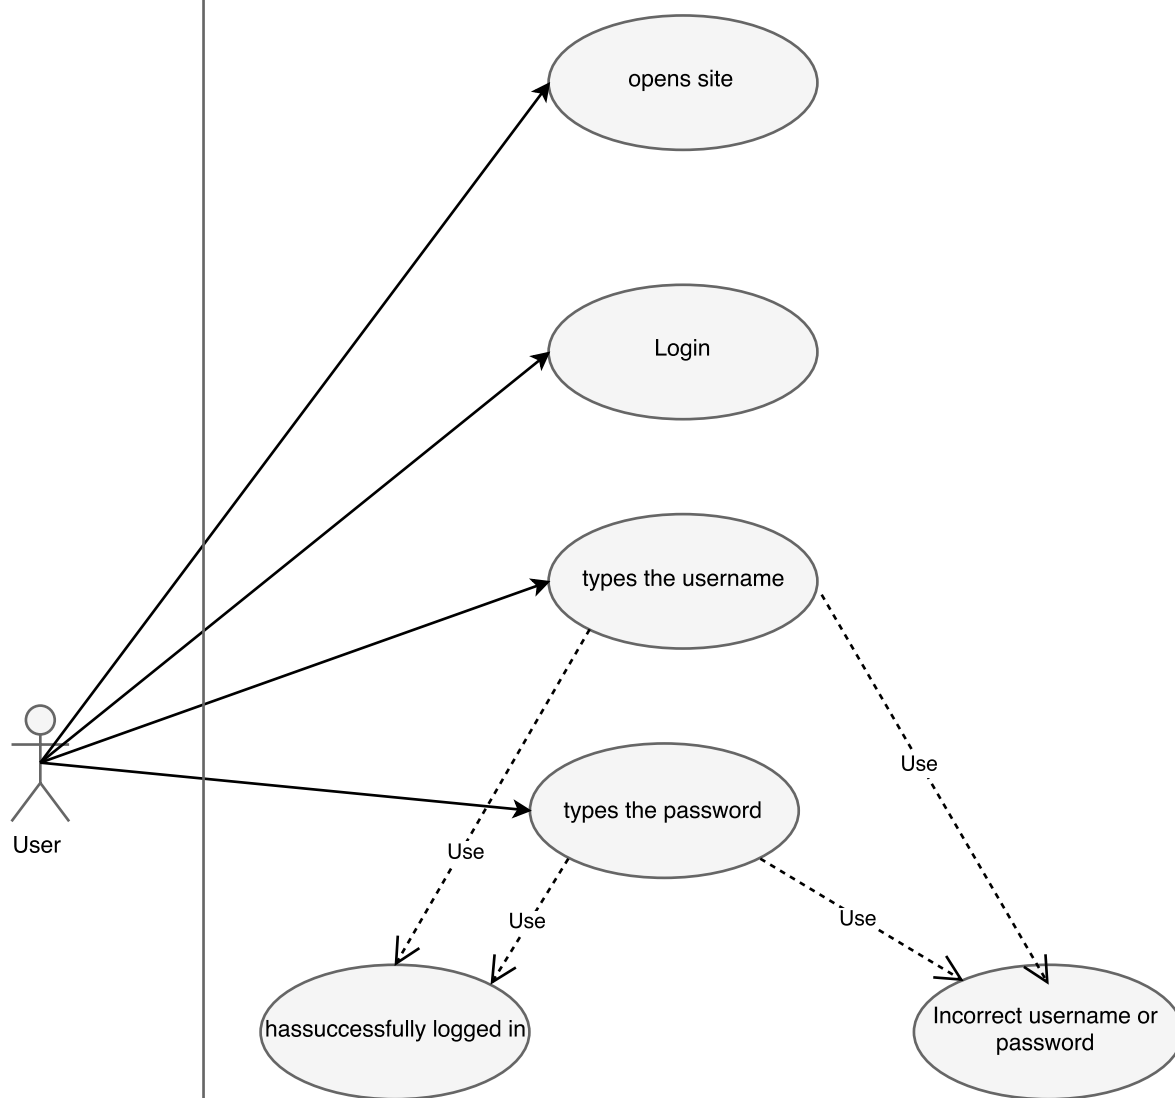 opens site
Login
types the username
Use
types the password
User
Use
Use
Use
hassuccessfully logged in
Incorrect username or
password